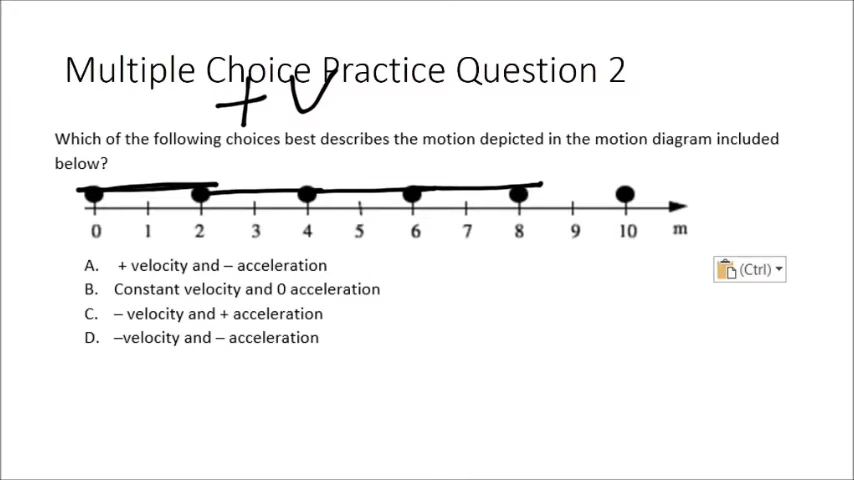 Multiple Choice Practice Question 2
+ V
Which of the following choices best describes the motion depicted in the motion diagram included
below?
0 1 2 3 4 5 6 7 8 9 10 m
A. + velocity and – acceleration
B. Constant velocity and 0 acceleration
C. – velocity and + acceleration
D. –velocity and – acceleration
(Ctrl)